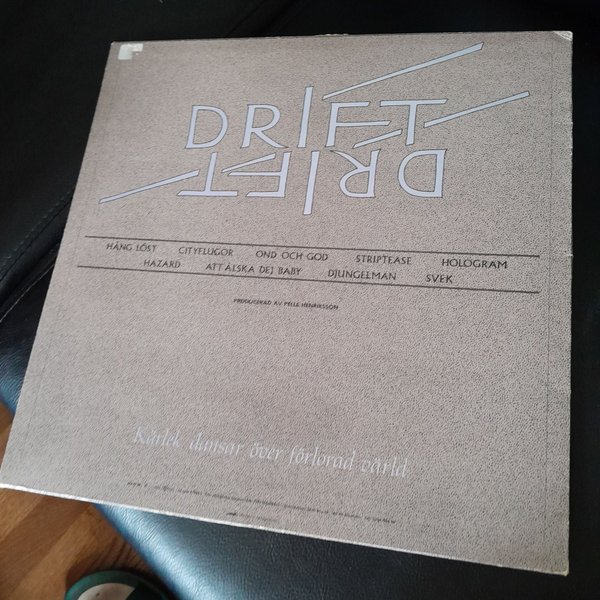 DRIFT
DRIFT
HÅNG LÖST CITYFLUGOR OND OCH GOD STRIPTEASE HOLOGRAM
HAZARD ATT ÄLSKA DEJ BABY DJUNGELMAN SVEK
PRODUCERAD AV PELLE HENRIKSSON
Kärlek dansar över förlorad värld